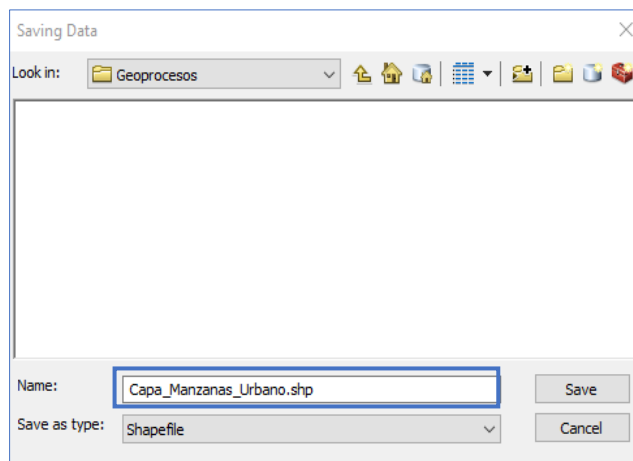 Saving Data
Look in: Geoprocesos
Name: Capa_Manzanas_Urbano.shp Save
Save as type: Shapefile Cancel